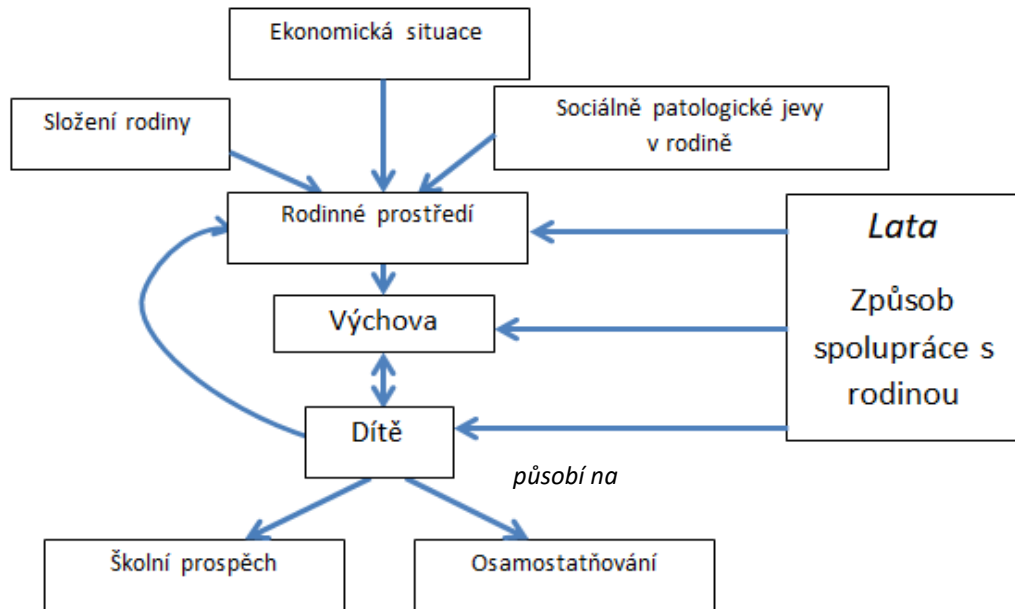 Ekonomická situace
Složení rodiny
Sociálně patologické jevy
v rodině
Rodinné prostředí
Lata
Způsob
spolupráce s
rodinou
Výchova
Dítě
působí na
Školní prospěch
Osamostatňování